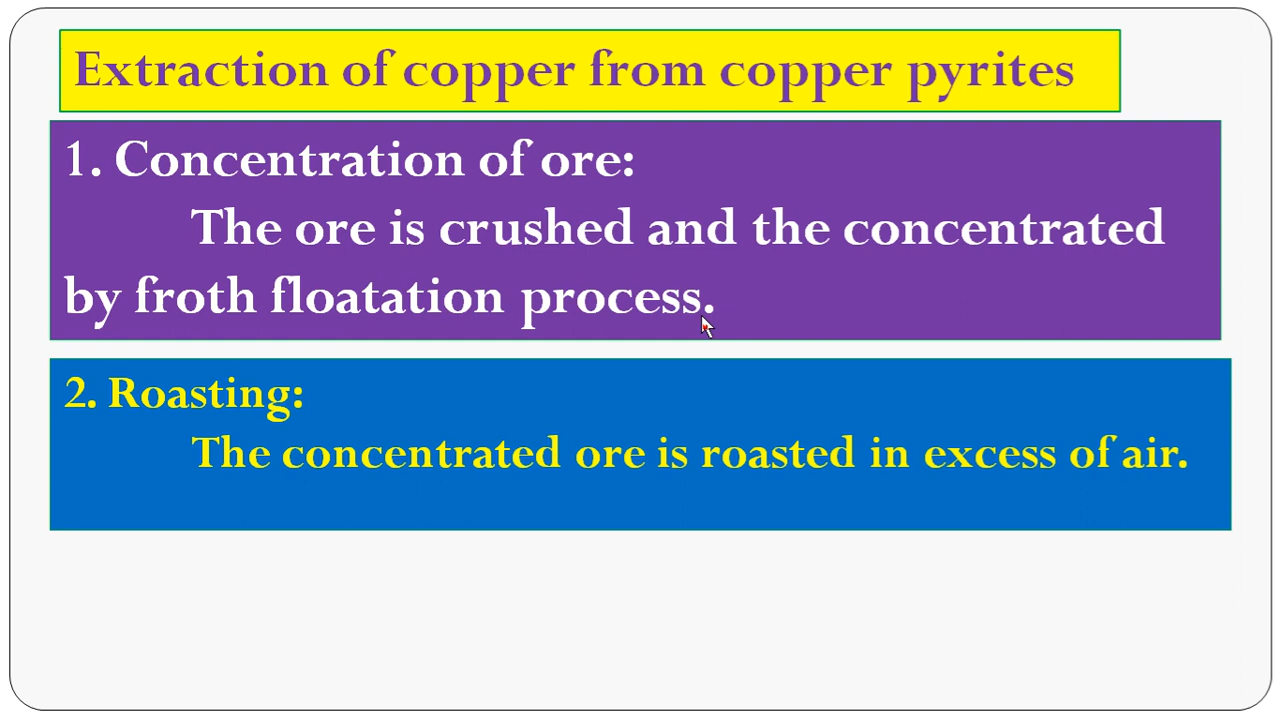 Extraction of copper from copper pyrites
1. Concentration of ore:
The ore is crushed and the concentrated
by froth floatation process.
2. Roasting:
The concentrated ore is roasted in excess of air.